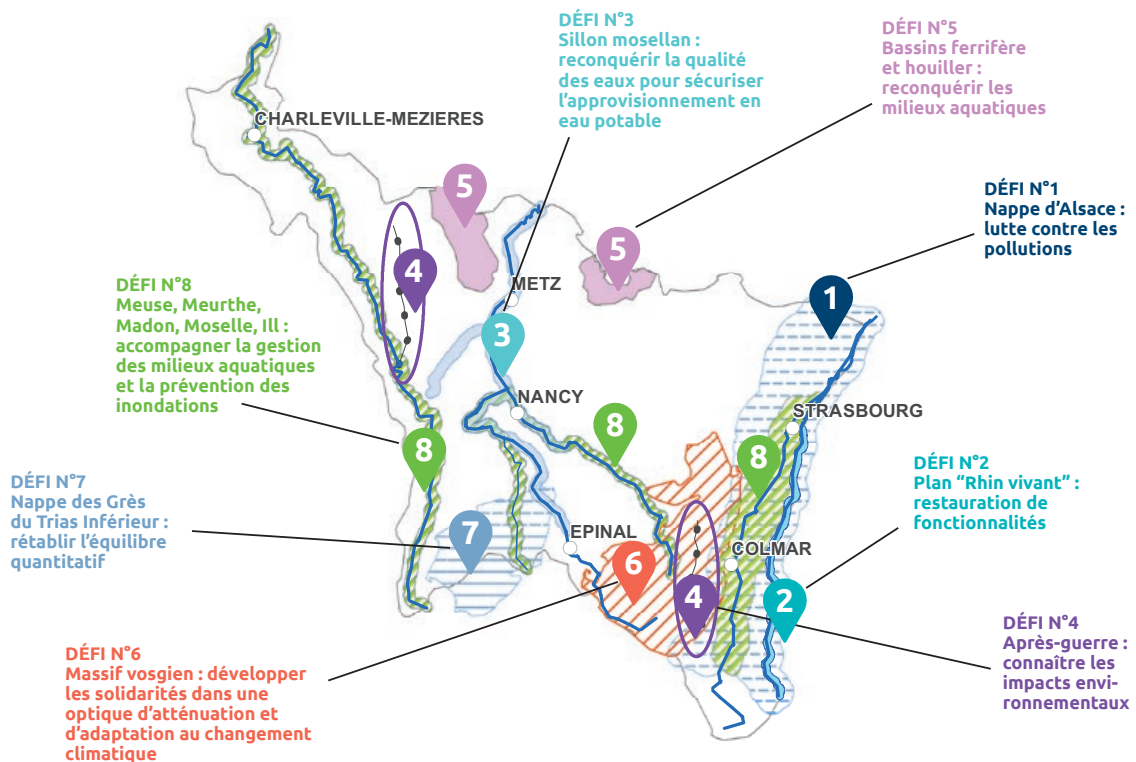 DÉFI N°3
Sillon mosellan :
reconquérir la qualité
des eaux pour sécuriser
l'approvisionnement en
eau potable
DÉFI N°5
Bassins ferrifère
et houiller :
reconquérir les
milieux aquatiques
CHARLEVILLE-MEZIERES
5
DÉFI N°1
Nappe d'Alsace :
lutte contre les
pollutions
5
4
METZ
1
DÉFI N°8
Meuse, Meurthe,
Madon, Moselle, Ill :
accompagner la gestion
des milieux aquatiques
et la prévention des
inondations
3
NANCY
8
STRASBOURG
8
8
DÉFI N°2
Plan "Rhin vivant" :
restauration de
fonctionnalités
DÉFI N°7
Nappe des Grès
du Trias Inférieur :
rétablir l'équilibre
quantitatif
7
EPINAL
6
COLMAR
4
2
DÉFI N°4
Après-guerre :
connaître les
impacts envi-
ronnementaux
DÉFI N°6
Massif vosgien : développer
les solidarités dans une
optique d'atténuation et
d'adaptation au changement
climatique